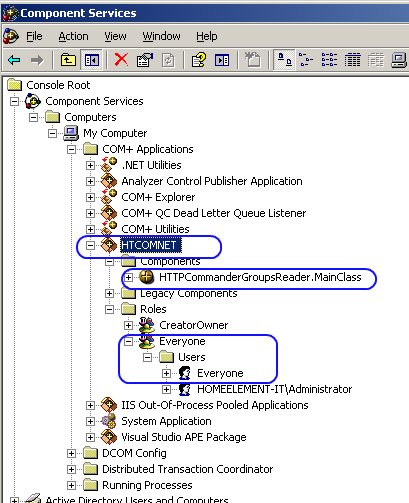 Component Services
File Action View Window Help
Console Root
Component Services
Computers
My Computer
COM+ Applications
.NET Utilities
Analyzer Control Publisher Application
COM+ Explorer
COM+ QC Dead Letter Queue Listener
COM+ Utilities
HTCOMNET
Components
HTTPCommanderGroupsReader.MainClass
Legacy Components
Roles
CreatorOwner
Everyone
Users
Everyone
HOMEELEMENT-IT\Administrator
IIS Out-Of-Process Pooled Applications
System Application
Visual Studio APE Package
DCOM Config
Distributed Transaction Coordinator
Running Processes
Active Directory Users and Computers